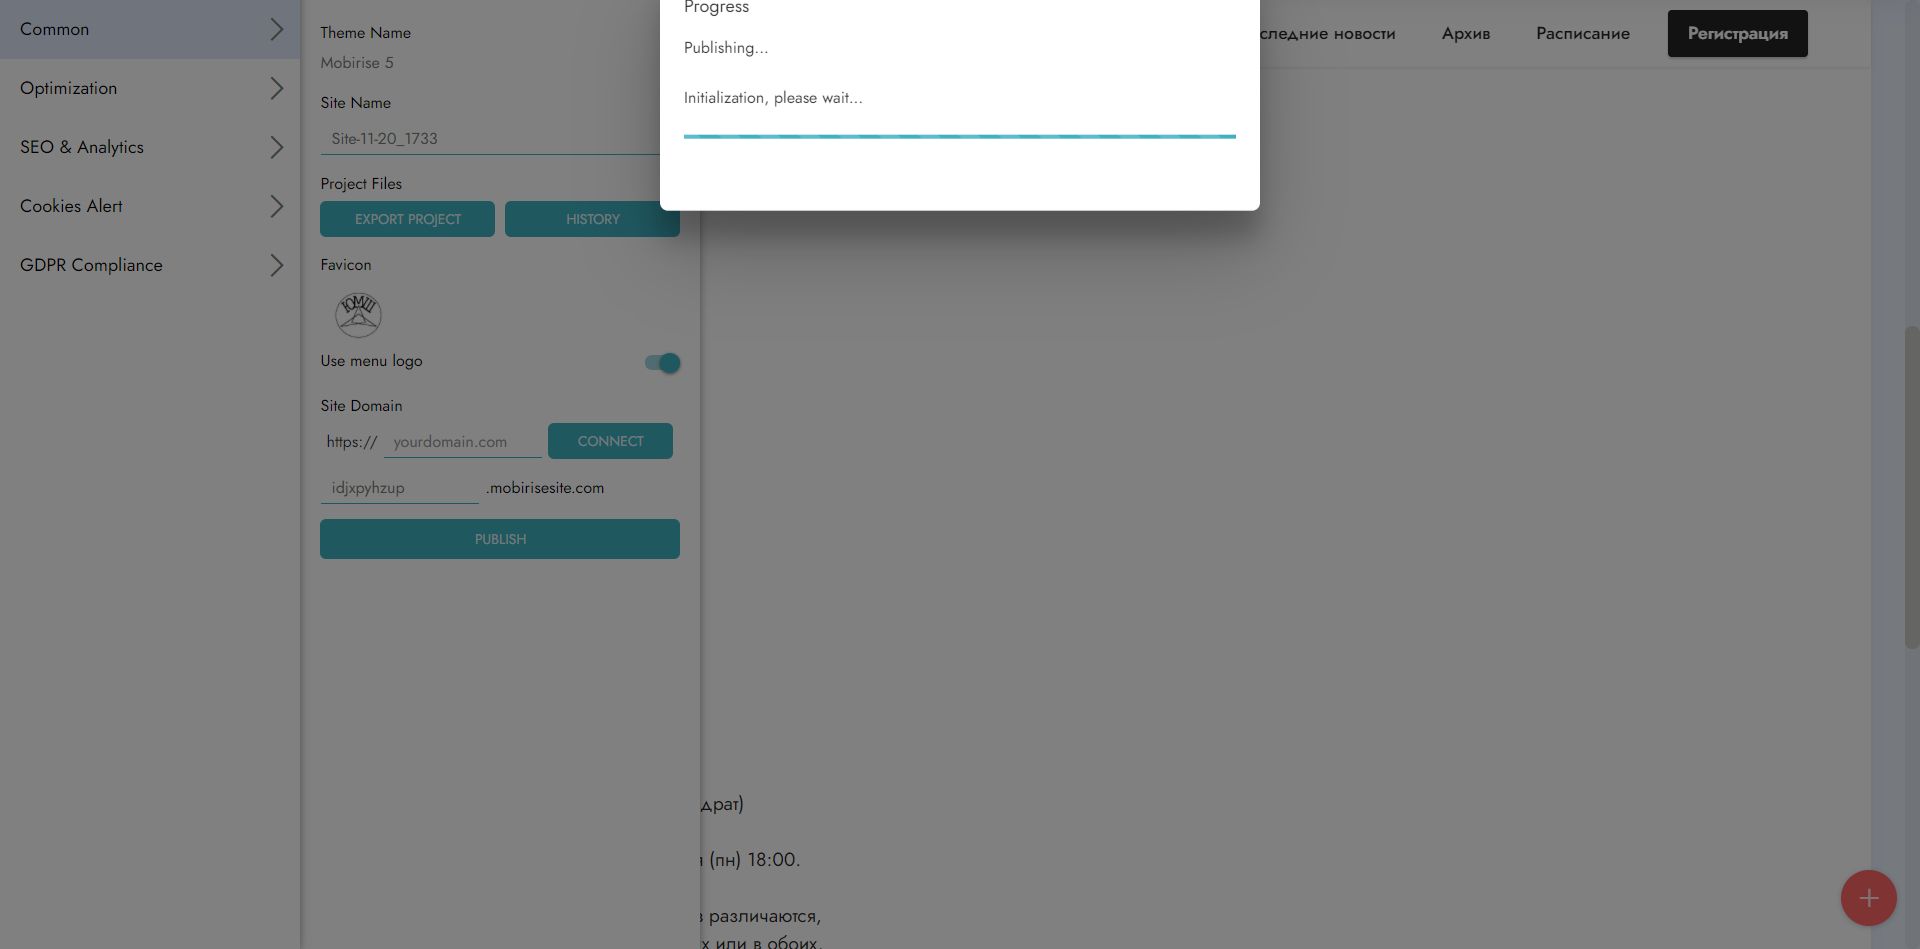 Common
Optimization
SEO & Analytics
Cookies Alert
GDPR Compliance
Theme Name
Mobirise 5
Site Name
Site-11-20_1733
Project Files
EXPORT PROJECT
HISTORY
Favicon
ЮМШ
Use menu logo
Site Domain
https://
yourdomain.com
CONNECT
idjxpyhzup
.mobirisesite.com
PUBLISH
Progress
Publishing...
Initialization, please wait...
следние новости
Архив
Расписание
Регистрация
драт)
(пн) 18:00.
различаются,
х или в обоих.